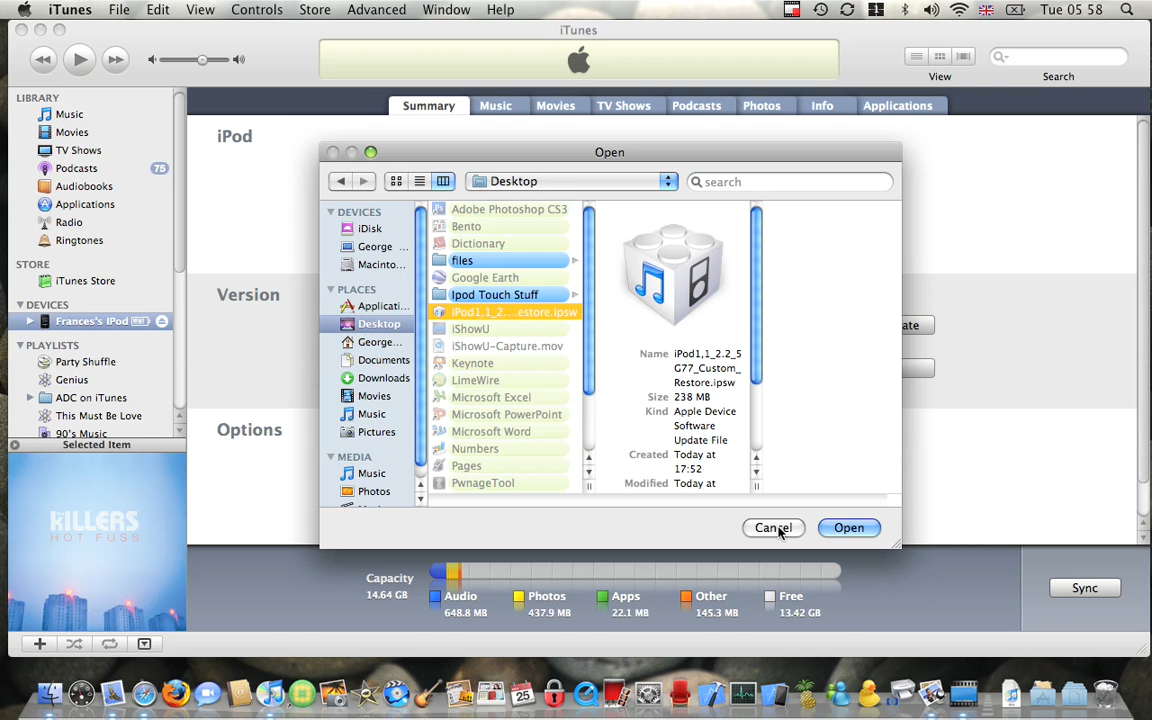 iTunes File Edit View Controls Store Advanced Window Help Tue 05 58
iTunes
View
Search
LIBRARY
Music
Movies
TV Shows
Podcasts 75
Audiobooks
Applications
Radio
Ringtones
STORE
iTunes Store
DEVICES
Frances's iPod
PLAYLISTS
Party Shuffle
Genius
ADC on iTunes
This Must Be Love
90's Music
Selected Item
THE KILLERS
HOT FUSS
Summary Music Movies TV Shows Podcasts Photos Info Applications
iPod
Version
Options
ate
Open
Desktop
search
DEVICES
iDisk
George ...
Macinto...
PLACES
Applicati...
Desktop
George...
Documents
Downloads
Movies
Music
Pictures
MEDIA
Music
Photos
Adobe Photoshop CS3
Bento
Dictionary
files
Google Earth
Ipod Touch Stuff
iPod1,1_2....estore.ipsw
iShowU
iShowU-Capture.mov
Keynote
LimeWire
Microsoft Excel
Microsoft PowerPoint
Microsoft Word
Numbers
Pages
PwnageTool
Name iPod1,1_2.2_5
G77_Custom_
Restore.ipsw
Size 238 MB
Kind Apple Device
Software
Update File
Created Today at
17:52
Modified Today at
Cancel Open
Capacity
14.64 GB
Audio
648.8 MB
Photos
437.9 MB
Apps
22.1 MB
Other
145.3 MB
Free
13.42 GB
Sync
25